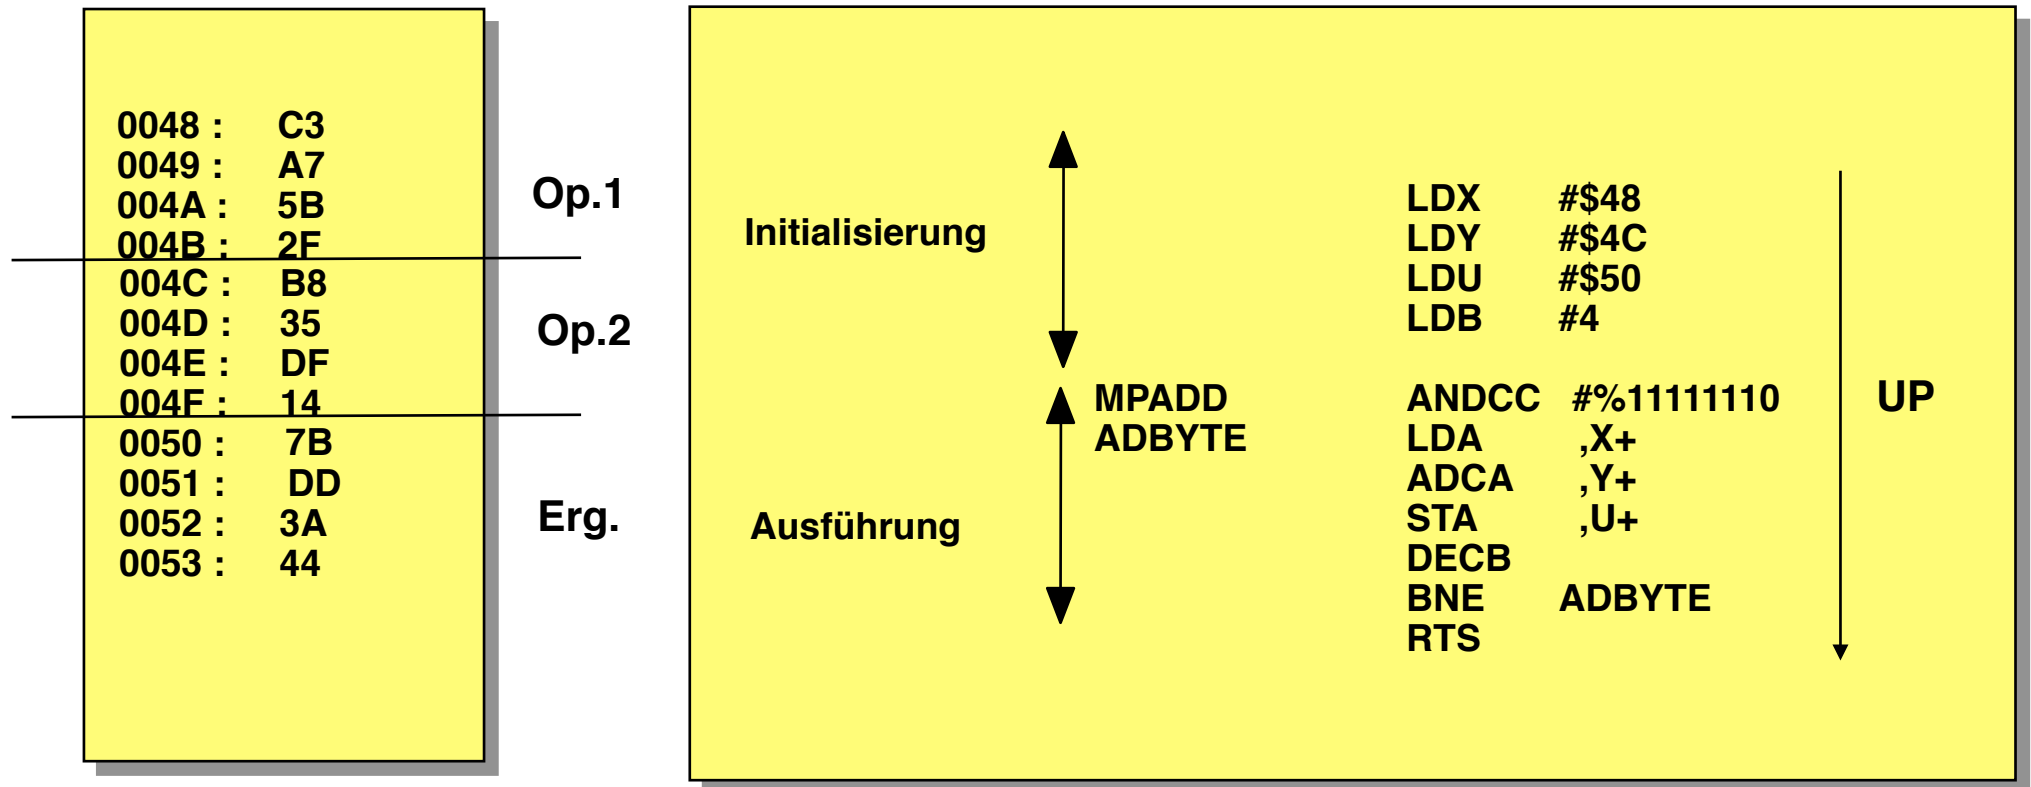 0048 : C3
0049 : A7
004A : 5B
004B : 2F
004C : B8
004D : 35
004E : DF
004F : 14
0050 : 7B
0051 : DD
0052 : 3A
0053 : 44
Op.1
Op.2
Erg.
Initialisierung
Ausführung
LDX #$48
LDY #$4C
LDU #$50
LDB #4
MPADD ANDCC #%11111110
ADBYTE LDA ,X+
ADCA ,Y+
STA ,U+
DECB
BNE ADBYTE
RTS
UP